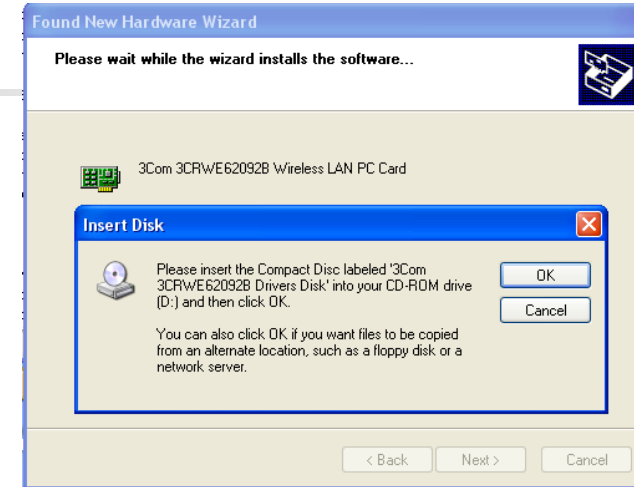 Found New Hardware Wizard
Please wait while the wizard installs the software...
3Com 3CRWE62092B Wireless LAN PC Card
Insert Disk
Please insert the Compact Disc labeled '3Com
3CRWE62092B Drivers Disk' into your CD-ROM drive
(D:) and then click OK.
You can also click OK if you want files to be copied
from an alternate location, such as a floppy disk or a
network server.
OK
Cancel
< Back
Next >
Cancel